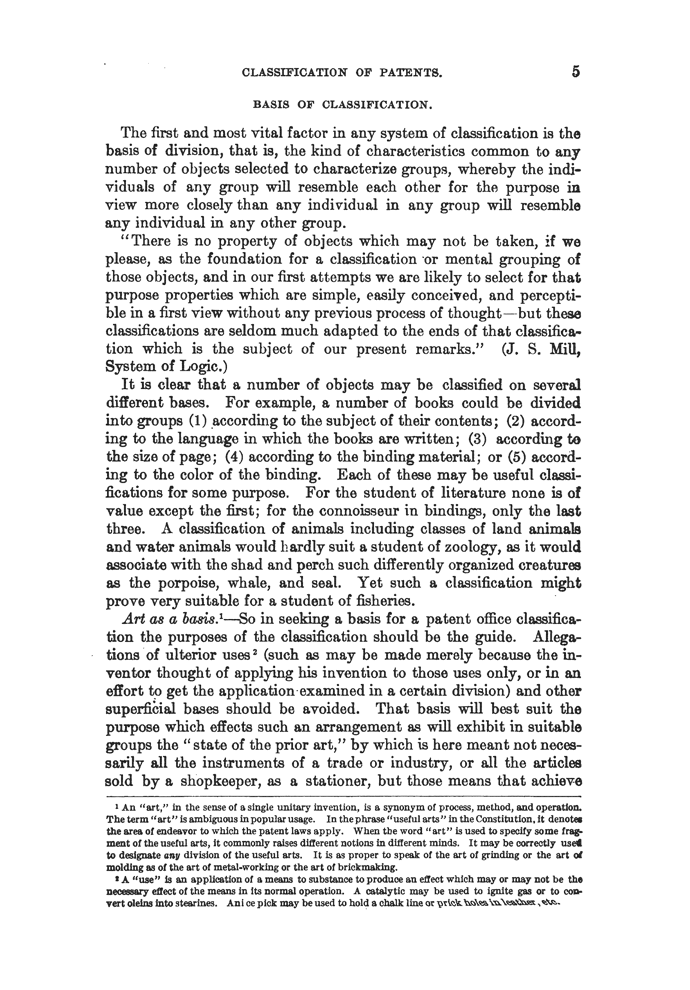 CLASSIFICATION OF PATENTS. 5
BASIS OF CLASSIFICATION.
The first and most vital factor in any system of classification is the
basis of division, that is, the kind of characteristics common to any
number of objects selected to characterize groups, whereby the indi-
viduals of any group will resemble each other for the purpose in
view more closely than any individual in any group will resemble
any individual in any other group.
"There is no property of objects which may not be taken, if we
please, as the foundation for a classification or mental grouping of
those objects, and in our first attempts we are likely to select for that
purpose properties which are simple, easily conceived, and percepti-
ble in a first view without any previous process of thought—but these
classifications are seldom much adapted to the ends of that classifica-
tion which is the subject of our present remarks." (J. S. Mill,
System of Logic.)
It is clear that a number of objects may be classified on several
different bases. For example, a number of books could be divided
into groups (1) according to the subject of their contents; (2) accord-
ing to the language in which the books are written; (3) according to
the size of page; (4) according to the binding material; or (5) accord-
ing to the color of the binding. Each of these may be useful classi-
fications for some purpose. For the student of literature none is of
value except the first; for the connoisseur in bindings, only the last
three. A classification of animals including classes of land animals
and water animals would hardly suit a student of zoology, as it would
associate with the shad and perch such differently organized creatures
as the porpoise, whale, and seal. Yet such a classification might
prove very suitable for a student of fisheries.
Art as a basis.¹—So in seeking a basis for a patent office classifica-
tion the purposes of the classification should be the guide. Allega-
tions of ulterior uses² (such as may be made merely because the in-
ventor thought of applying his invention to those uses only, or in an
effort to get the application examined in a certain division) and other
superficial bases should be avoided. That basis will best suit the
purpose which effects such an arrangement as will exhibit in suitable
groups the "state of the prior art," by which is here meant not neces-
sarily all the instruments of a trade or industry, or all the articles
sold by a shopkeeper, as a stationer, but those means that achieve
¹ An "art," in the sense of a single unitary invention, is a synonym of process, method, and operation.
The term "art" is ambiguous in popular usage. In the phrase "useful arts" in the Constitution, it denotes
the area of endeavor to which the patent laws apply. When the word "art" is used to specify some frag-
ment of the useful arts, it commonly raises different notions in different minds. It may be correctly used
to designate any division of the useful arts. It is as proper to speak of the art of grinding or the art of
molding as of the art of metal-working or the art of brickmaking.
² A "use" is an application of a means to substance to produce an effect which may or may not be the
necessary effect of the means in its normal operation. A catalytic may be used to ignite gas or to con-
vert oleins into stearines. An ice pick may be used to hold a chalk line or prick holes in leather, etc.